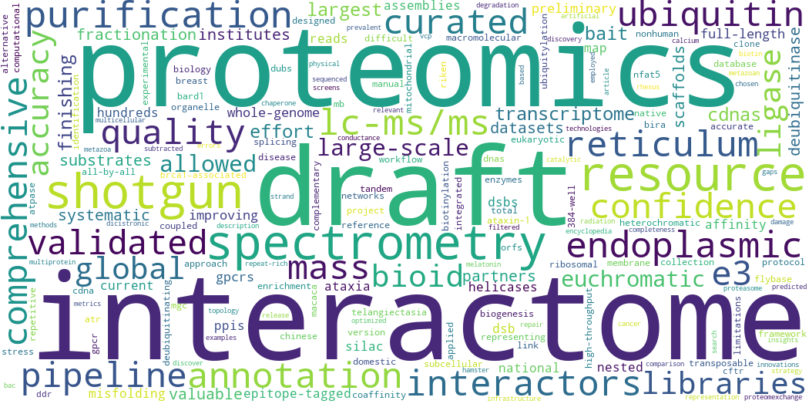 purification
largest
assemblies
designed
curated
preliminary
degradation
artificial
ubiquitin
alternative
computational
fractionation
institutes
reads
difficult
prevalent
vcp
macromolecular
ubiquitylation
discovery
bait
map
nonhuman
full-length
clone
database
metazoan
biotin
chosen
proteomics
comprehensive
accuracy
finishing
identification
biology
breast
bard1
organelle
experimental
dubs
chaperone
sequenced
screens
physical
mb
manual
relevant
mitochondrial
riken
calcium
based
employed
article
nfat5
rhesus
scaffolds
cdnas
native
bira
accurate
ligase
deubiquitinase
hundreds
whole-genome
multicellular
quality
effort
splicing
lc-ms/ms
conductance
transcriptome
datasets
eukaryotic
technologies
reticulum
substrates
all-by-all
metazoa
subtracted
allowed
disease
large-scale
workflow
dnas
catalytic
gaps
atpase
brca1-associated
complementary
tandem
networks
project
reference
biotinylation
integrated
enzymes
dsbs
total
ataxin-1
filtered
orfs
384-well
resource
confidence
shotgun
draft
systematic
improving
methods
dicistronic
coupled
description
strand
radiation
heterochromatic
affinity
damage
encyclopedia
completeness
validated
spectrometry
endoplasmic
multiprotein
global
approach
repeat-rich
mass
bioid
partners
melatonin
ribosomal
membrane
collection
protocol
proteasome
predicted
current
gpcrs
enrichment
ataxia
helicases
euchromatic
e3
flybase
cdna
metrics
repetitive
mgc
atr
gpcr
deubiquitinating
topology
release
examples
macaca
telangiectasia
optimized
version
chinese
silac
biogenesis
dsb
repair
representing
link
high-throughput
cancer
search
limitations
framework
insights
interactome
stress
ppis
applied
domestic
subcellular
hamster
national
nested
transposable
comparison
cftr
innovations
strategy
discover
bac
ddr
pipeline
annotation
misfolding
valuable
epitope-tagged
coaffinity
interactors
infrastructure
libraries
representation
proteomexchange